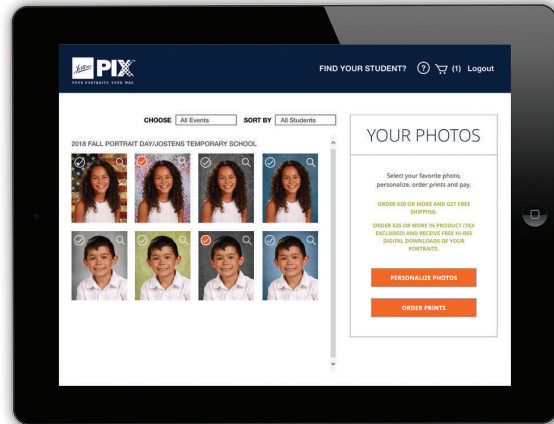 Jostens PIX
YOUR PORTRAITS. YOUR WAY.
FIND YOUR STUDENT? ? (1) Logout
CHOOSE All Events SORT BY All Students
2018 FALL PORTRAIT DAY/JOSTENS TEMPORARY SCHOOL
YOUR PHOTOS
Select your favorite photo,
personalize, order prints and pay.
ORDER $20 OR MORE AND GET FREE
SHIPPING.
ORDER $25 OR MORE IN PRODUCT (TAX
EXCLUDED) AND RECEIVE FREE HI-RES
DIGITAL DOWNLOADS OF YOUR
PORTRAITS.
PERSONALIZE PHOTOS
ORDER PRINTS